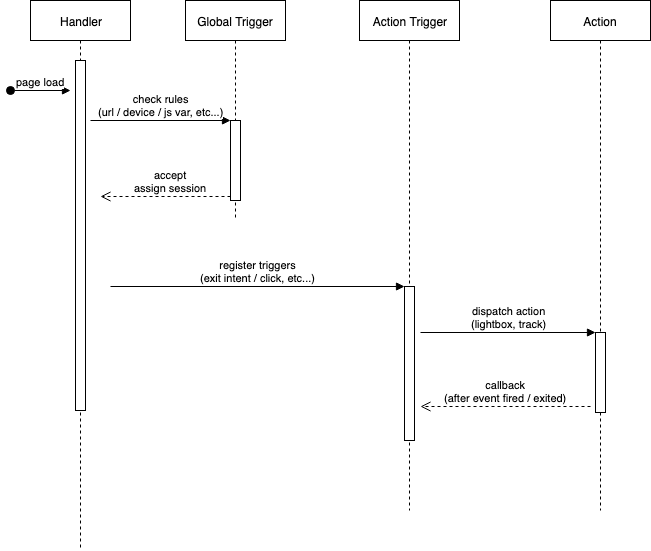 Handler
Global Trigger
Action Trigger
Action
page load
check rules
(url / device / js var, etc...)
accept
assign session
register triggers
(exit intent / click, etc...)
dispatch action
(lightbox, track)
callback
(after event fired / exited)